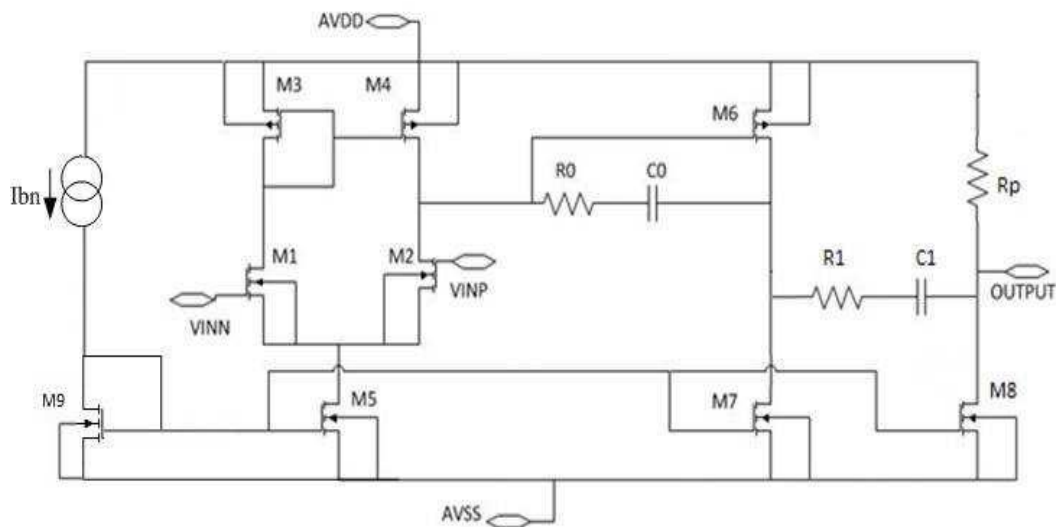 AVDD
M3
M4
M6
R0
C0
Rp
Ibn
M1
M2
VINP
VINN
R1
C1
OUTPUT
M9
M5
M7
M8
AVSS